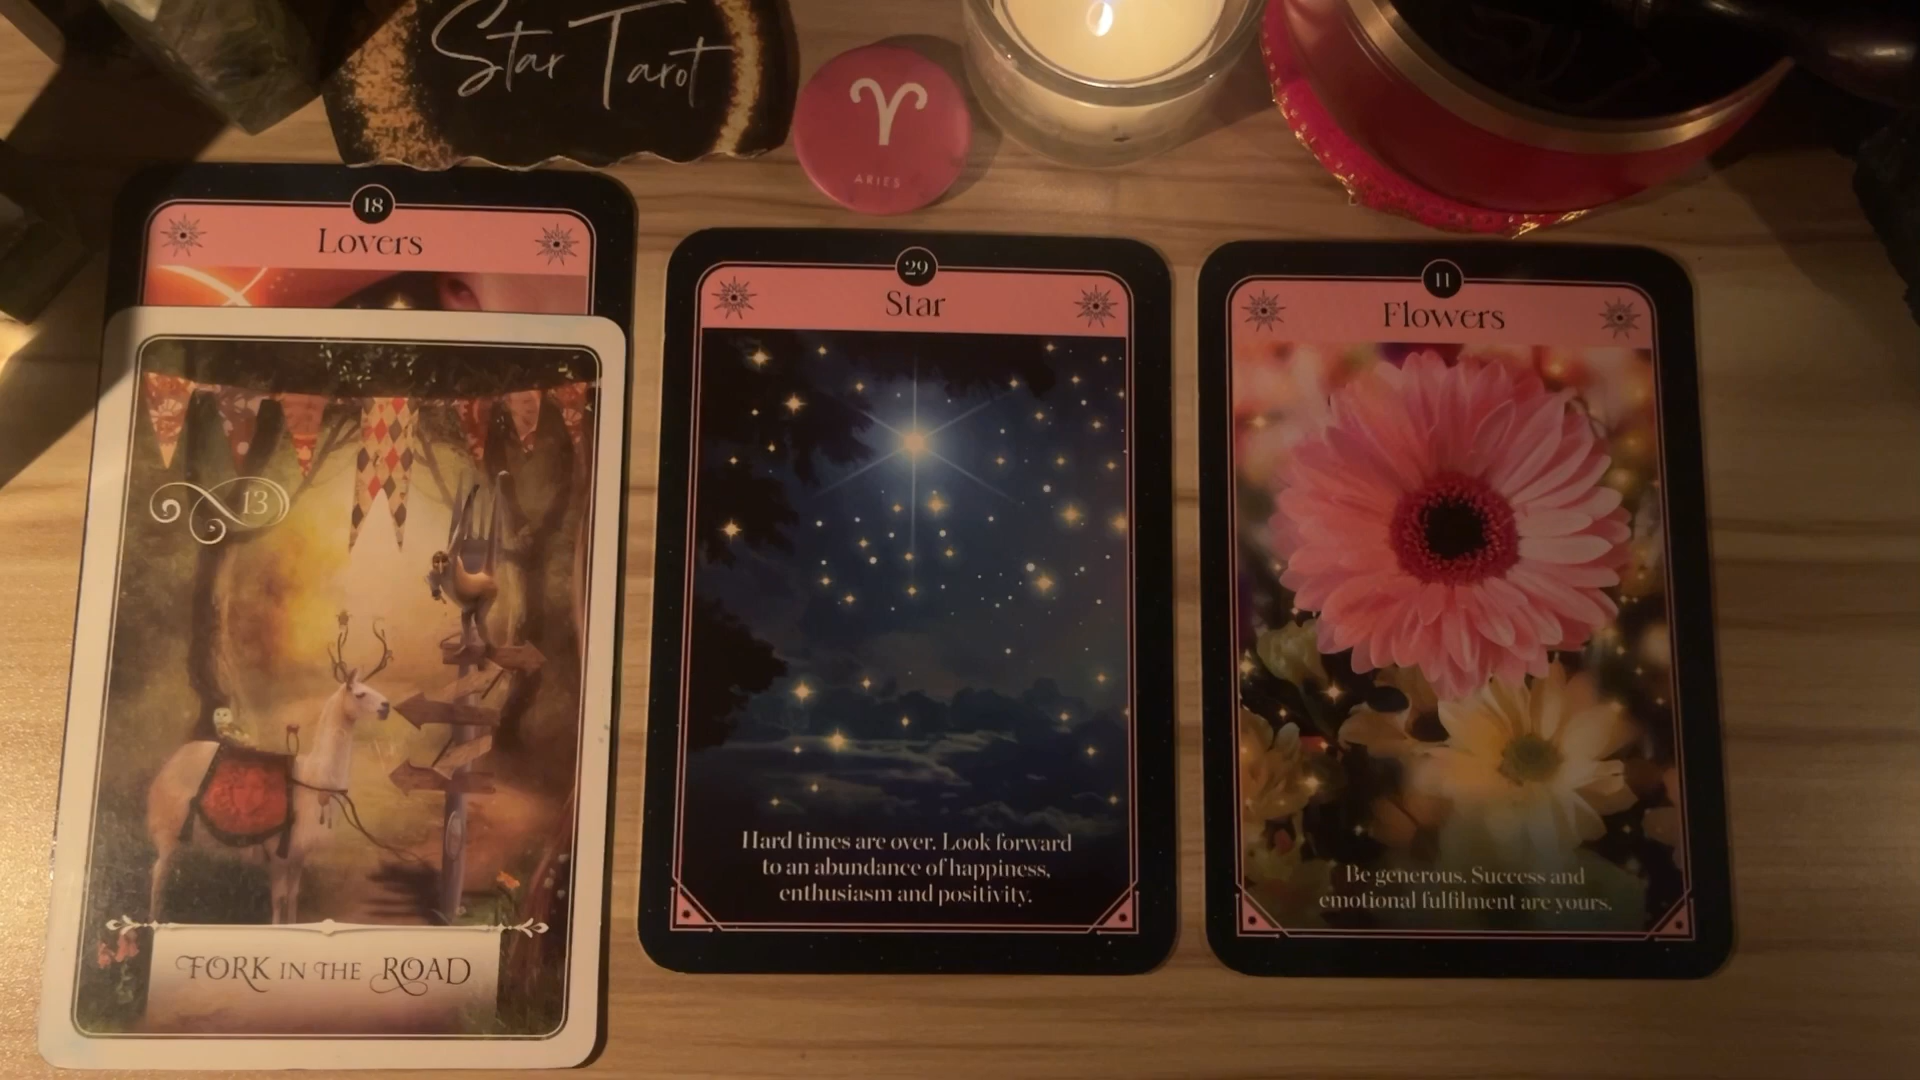 Star Tarot
ARIES
18
Lovers
29
Star
11
Flowers
13
Hard times are over. Look forward
to an abundance of happiness,
enthusiasm and positivity.
Be generous. Success and
emotional fulfilment are yours.
FORK IN THE ROAD